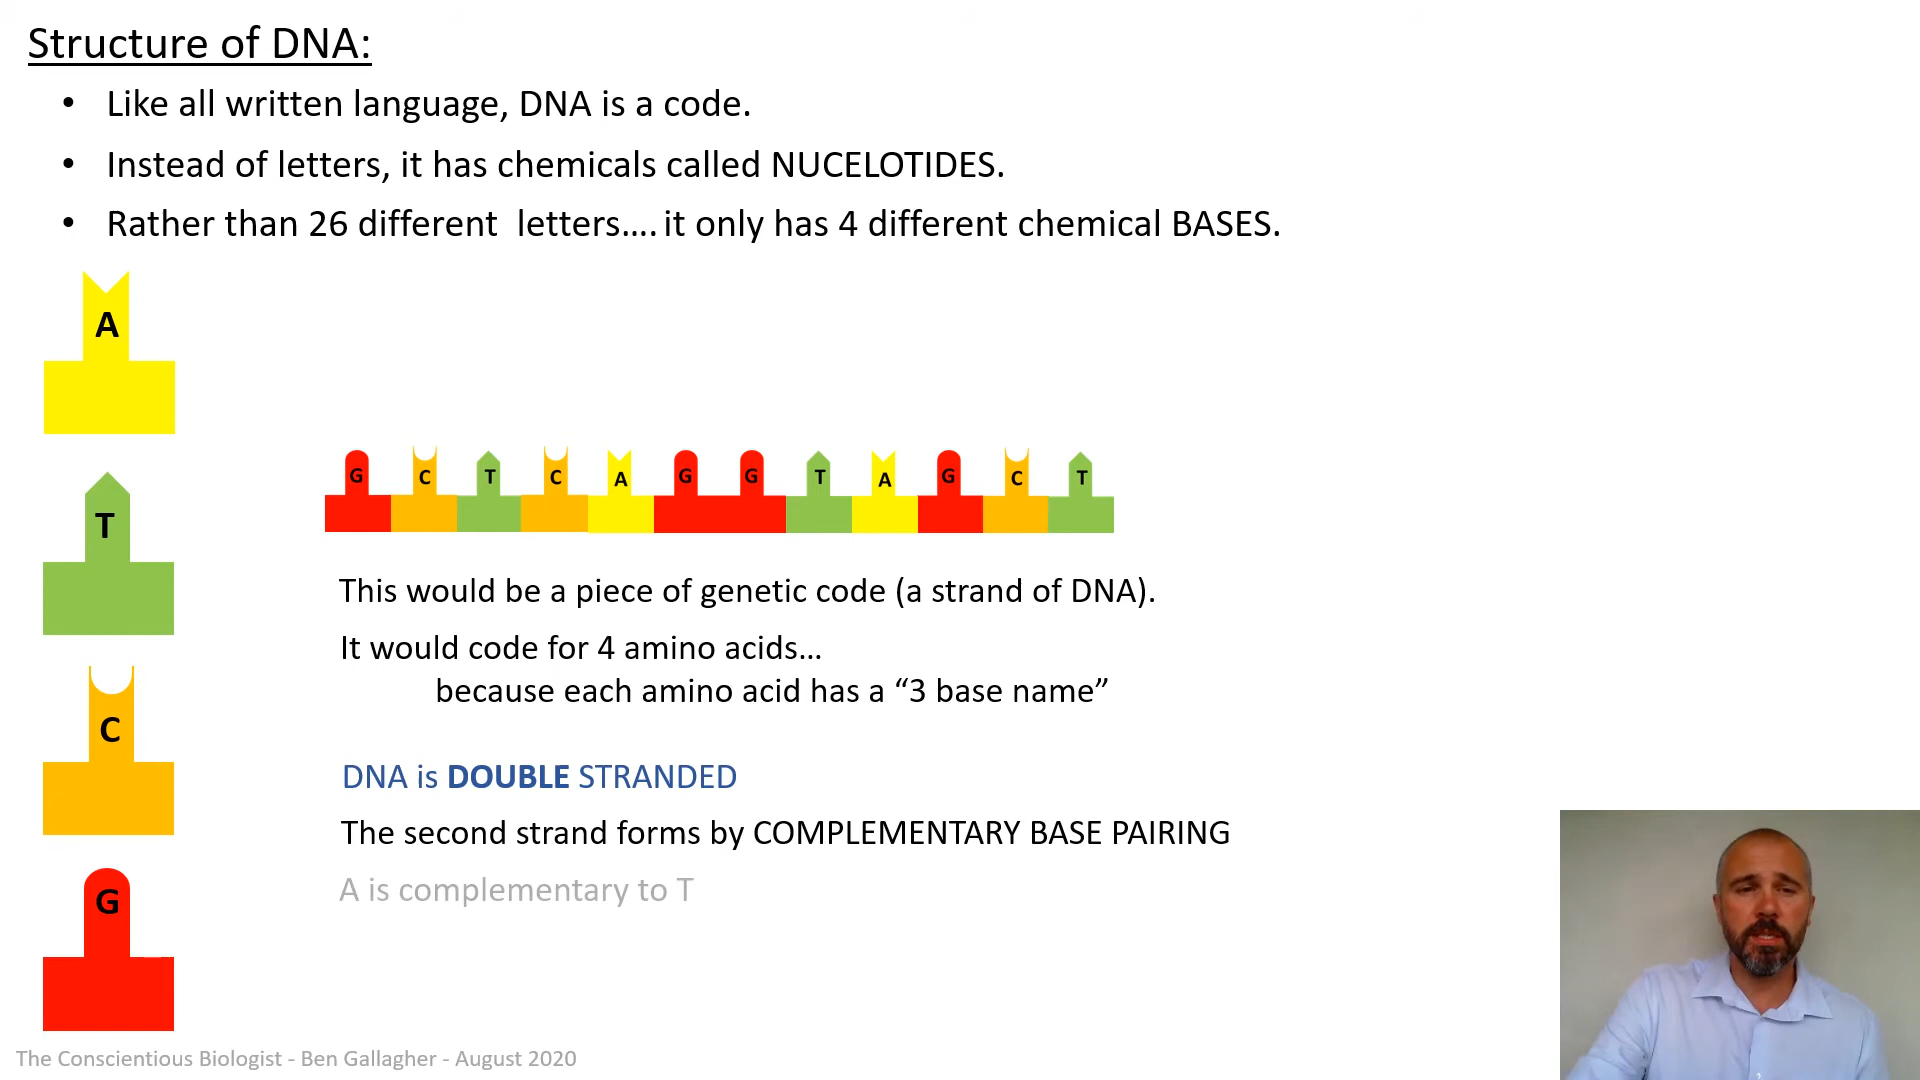 Structure of DNA:
• Like all written language, DNA is a code.
• Instead of letters, it has chemicals called NUCELOTIDES.
• Rather than 26 different letters.... it only has 4 different chemical BASES.
A
T
C
G
G C T C A G G T A G C T
This would be a piece of genetic code (a strand of DNA).
It would code for 4 amino acids...
because each amino acid has a “3 base name”
DNA is DOUBLE STRANDED
The second strand forms by COMPLEMENTARY BASE PAIRING
A is complementary to T
The Conscientious Biologist - Ben Gallagher - August 2020